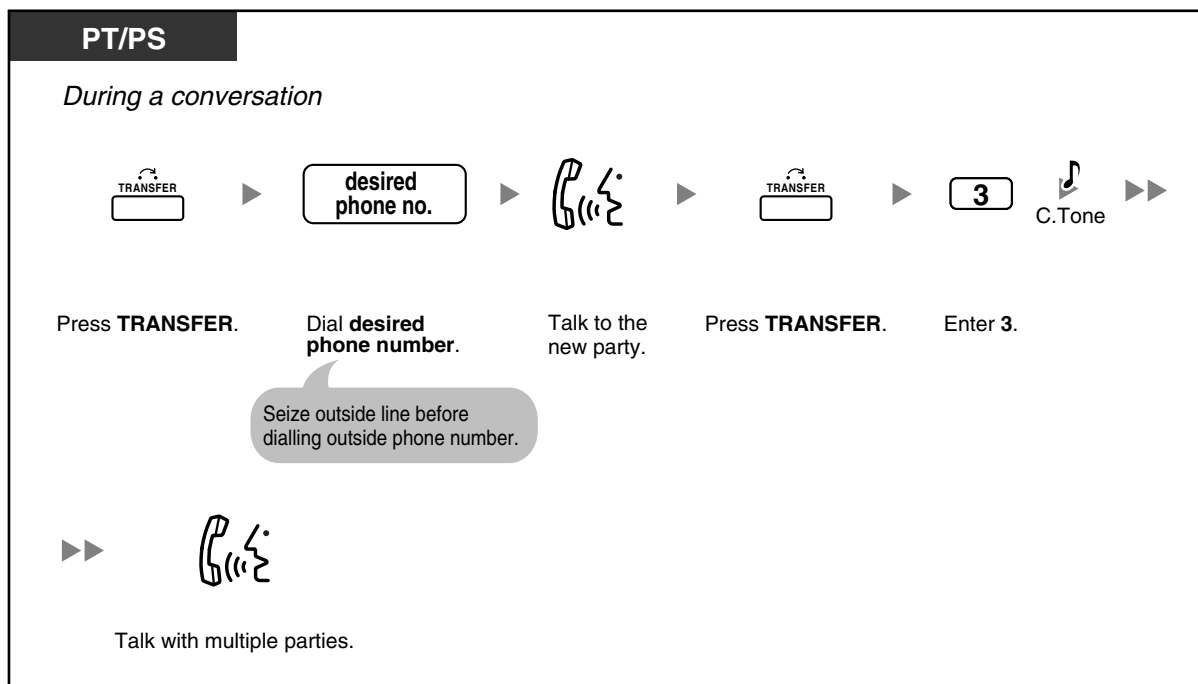 PT/PS
During a conversation
TRANSFER
desired
phone no.
TRANSFER
3
C.Tone
Press TRANSFER.
Dial desired
phone number.
Talk to the
new party.
Press TRANSFER.
Enter 3.
Seize outside line before
dialling outside phone number.
Talk with multiple parties.